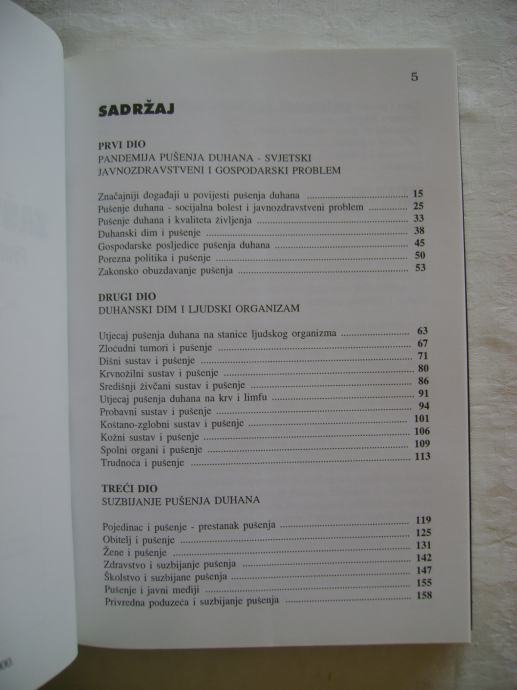 5
SADRŽAJ
PRVI DIO
PANDEMIJA PUŠENJA DUHANA - SVJETSKI
JAVNOZDRAVSTVENI I GOSPODARSKI PROBLEM
Značajniji događaji u povijesti pušenja duhana 15
Pušenje duhana - socijalna bolest i javnozdravstveni problem 25
Pušenje duhana i kvaliteta življenja 33
Duhanski dim i pušenje 38
Gospodarske posljedice pušenja duhana 45
Porezna politika i pušenje 50
Zakonsko obuzdavanje pušenja 53
DRUGI DIO
DUHANSKI DIM I LJUDSKI ORGANIZAM
Utjecaj pušenja duhana na stanice ljudskog organizma 63
Zloćudni tumori i pušenje 67
Dišni sustav i pušenje 71
Krvnožilni sustav i pušenje 80
Središnji živčani sustav i pušenje 86
Utjecaj pušenja duhana na krv i limfu 91
Probavni sustav i pušenje 94
Koštano-zglobni sustav i pušenje 101
Kožni sustav i pušenje 106
Spolni organi i pušenje 109
Trudnoća i pušenje 113
TREĆI DIO
SUZBIJANJE PUŠENJA DUHANA
Pojedinac i pušenje - prestanak pušenja 119
Obitelj i pušenje 125
Žene i pušenje 131
Zdravstvo i suzbijanje pušenja 142
Školstvo i suzbijane pušenja 147
Pušenje i javni mediji 155
Privredna poduzeća i suzbijanje pušenja 158